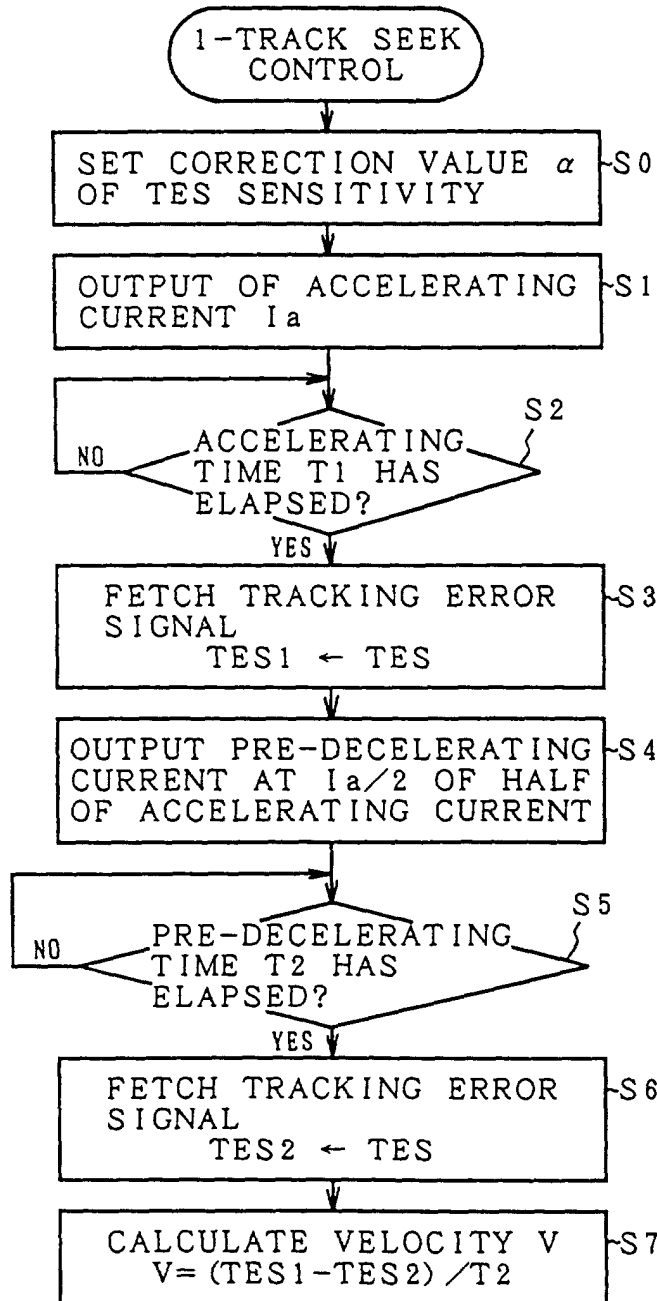 1-TRACK SEEK
CONTROL
SET CORRECTION VALUE α
OF TES SENSITIVITY
S0
OUTPUT OF ACCELERATING
CURRENT Ia
S1
S2
ACCELERATING
TIME T1 HAS
ELAPSED?
NO
YES
FETCH TRACKING ERROR
SIGNAL
TES1 ← TES
S3
OUTPUT PRE-DECELERATING
CURRENT AT Ia/2 OF HALF
OF ACCELERATING CURRENT
S4
S5
PRE-DECELERATING
TIME T2 HAS
ELAPSED?
NO
YES
FETCH TRACKING ERROR
SIGNAL
TES2 ← TES
S6
CALCULATE VELOCITY V
V=(TES1-TES2)/T2
S7